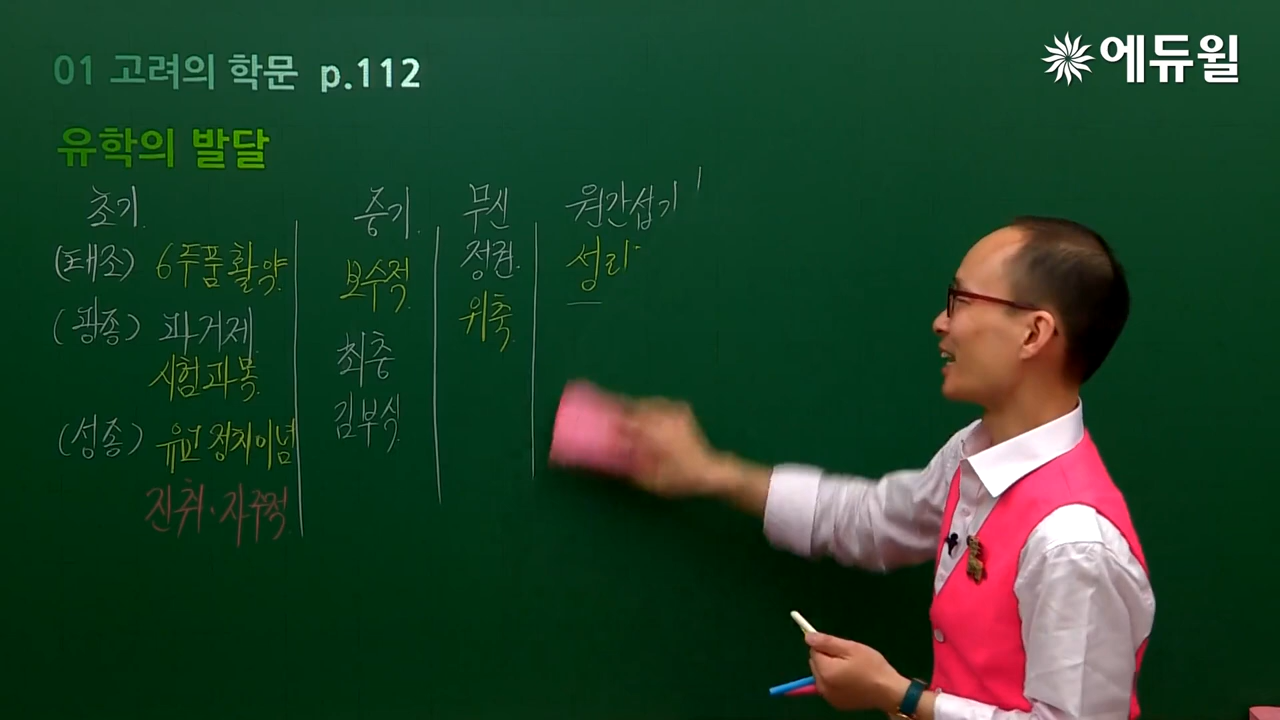 01 고려의 학문 p.112
에듀윌
유학의 발달
초기.
(태조) 6두품 활약
(광종) 과거제
시험과목.
(성종) 유교 정치이념
진취·자주적
중기.
보수적
최충
김부식.
무신
정권.
위축
원간섭기
성리